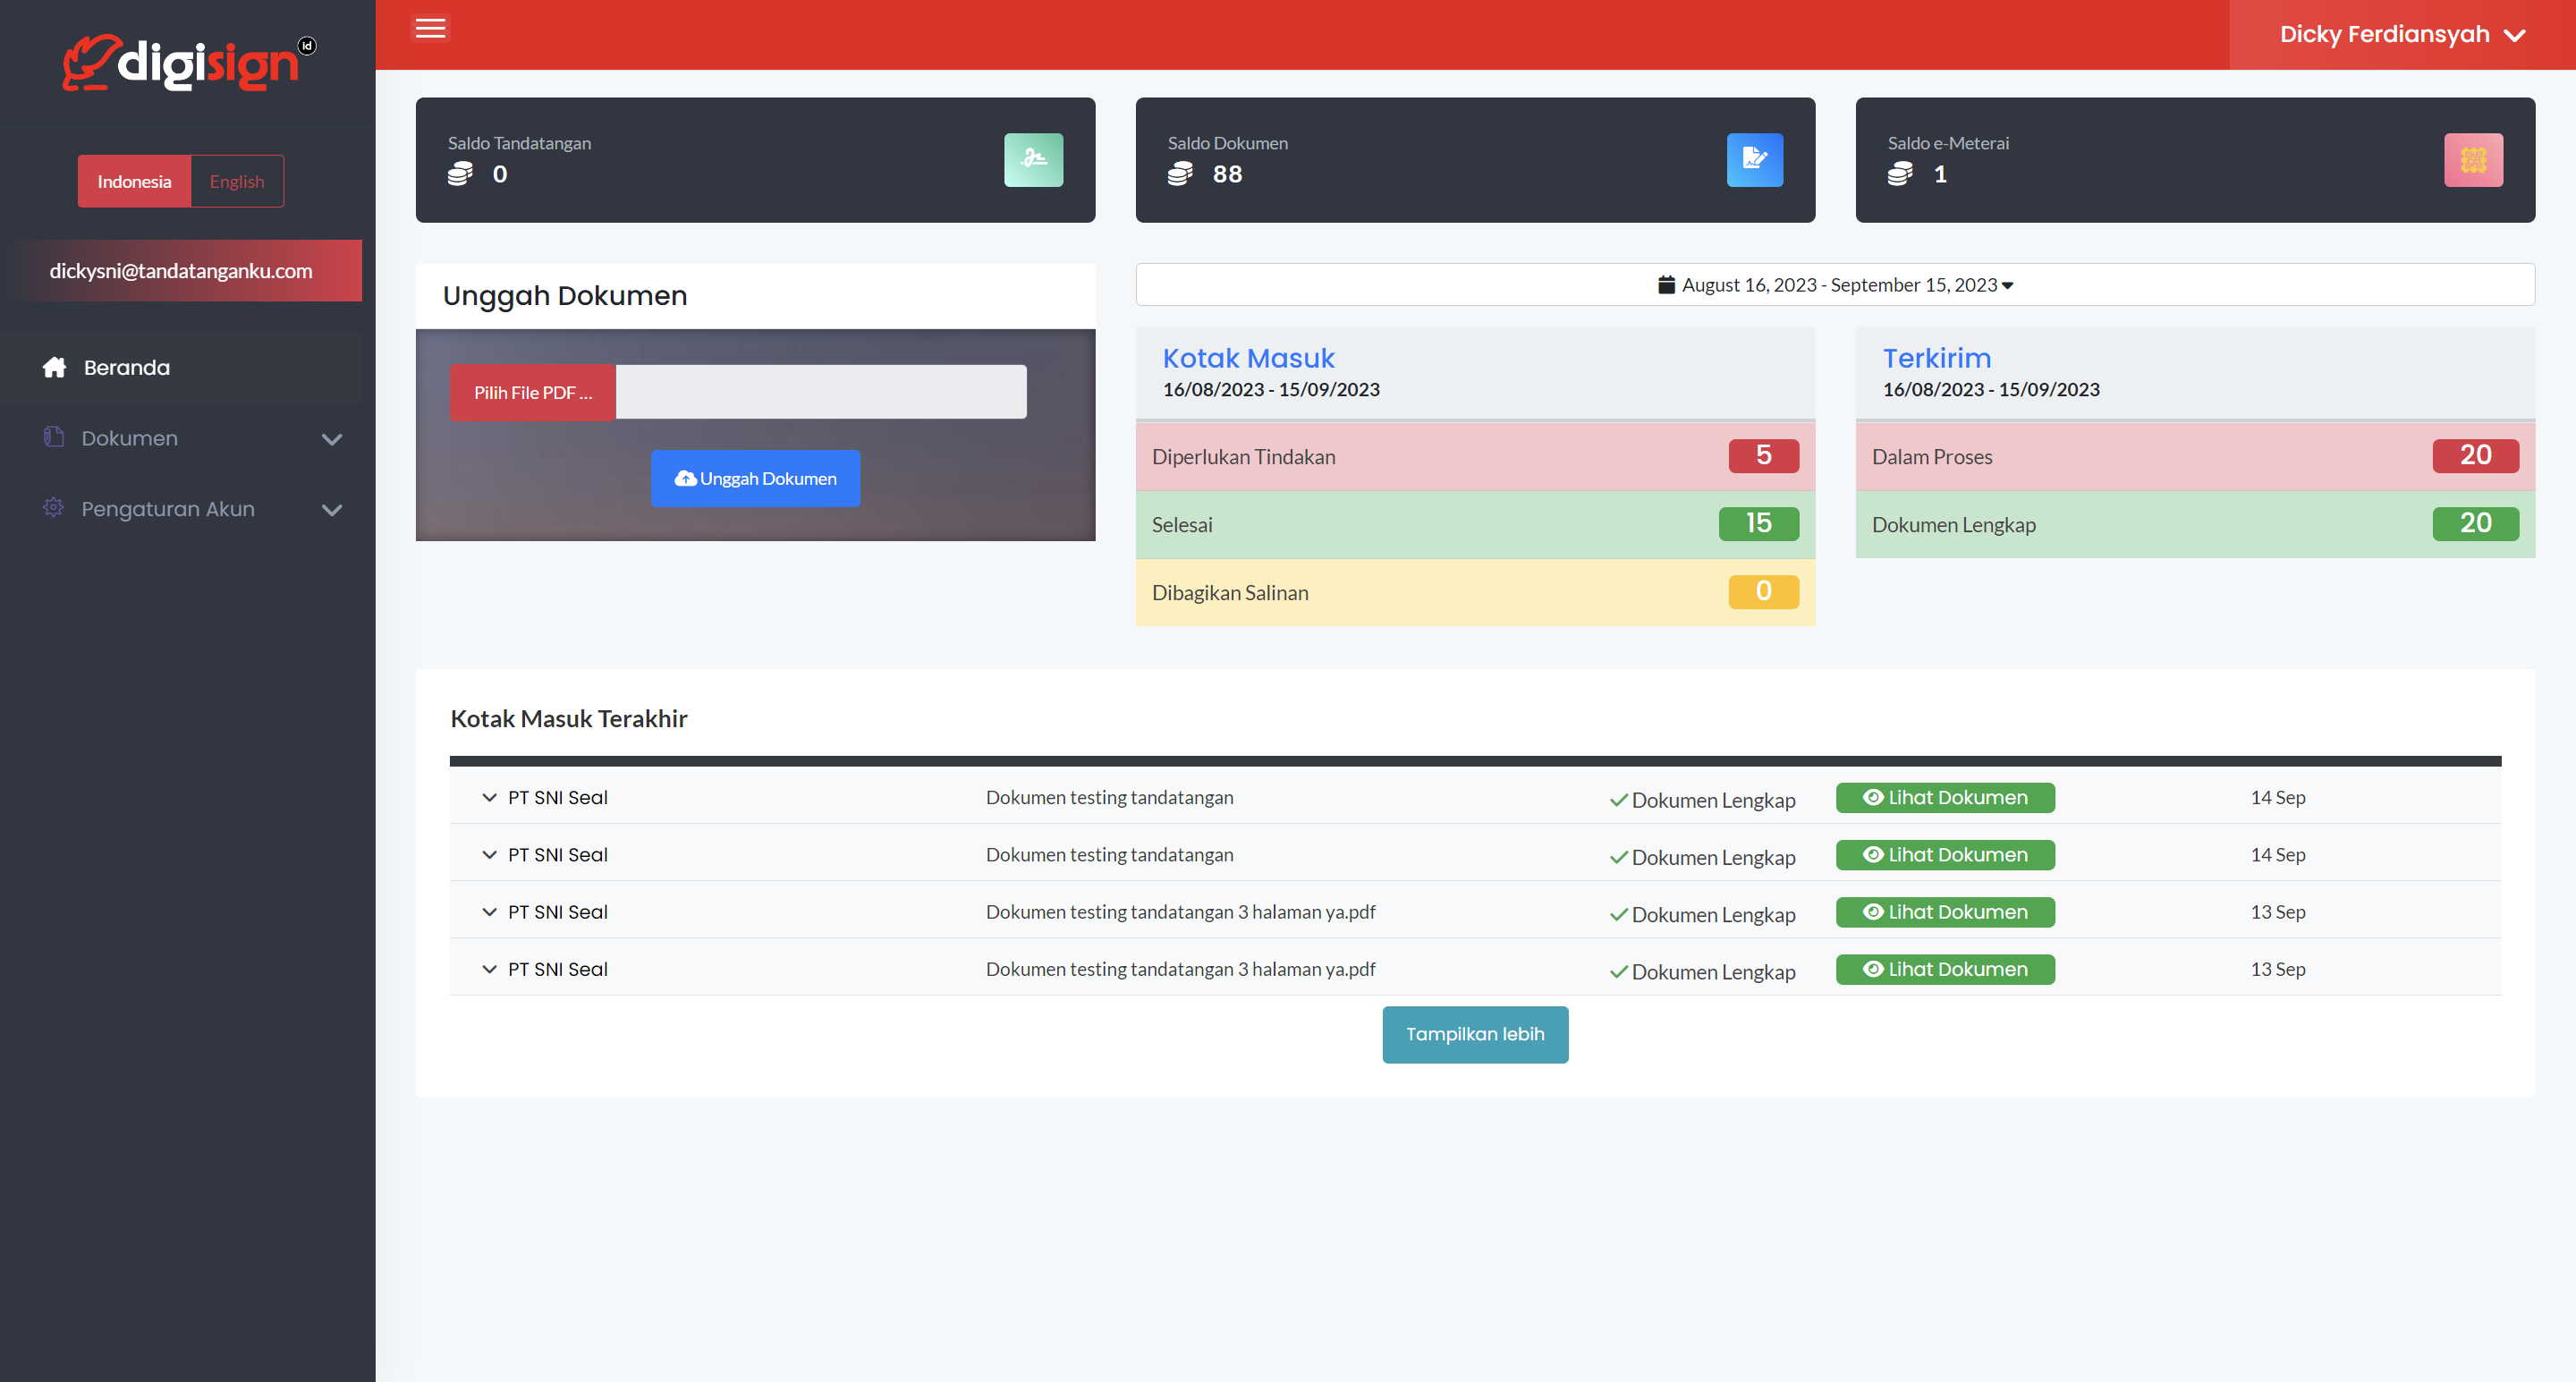 digisign id
Indonesia English
dickysni@tandatanganku.com
Beranda
Dokumen
Pengaturan Akun
Dicky Ferdiansyah
Saldo Tandatangan
0
Saldo Dokumen
88
Saldo e-Meterai
1
Unggah Dokumen
Pilih File PDF ...
Unggah Dokumen
August 16, 2023 - September 15, 2023
Kotak Masuk
16/08/2023 - 15/09/2023
Diperlukan Tindakan 5
Selesai 15
Dibagikan Salinan 0
Terkirim
16/08/2023 - 15/09/2023
Dalam Proses 20
Dokumen Lengkap 20
Kotak Masuk Terakhir
PT SNI Seal Dokumen testing tandatangan Dokumen Lengkap Lihat Dokumen 14 Sep
PT SNI Seal Dokumen testing tandatangan Dokumen Lengkap Lihat Dokumen 14 Sep
PT SNI Seal Dokumen testing tandatangan 3 halaman ya.pdf Dokumen Lengkap Lihat Dokumen 13 Sep
PT SNI Seal Dokumen testing tandatangan 3 halaman ya.pdf Dokumen Lengkap Lihat Dokumen 13 Sep
Tampilkan lebih